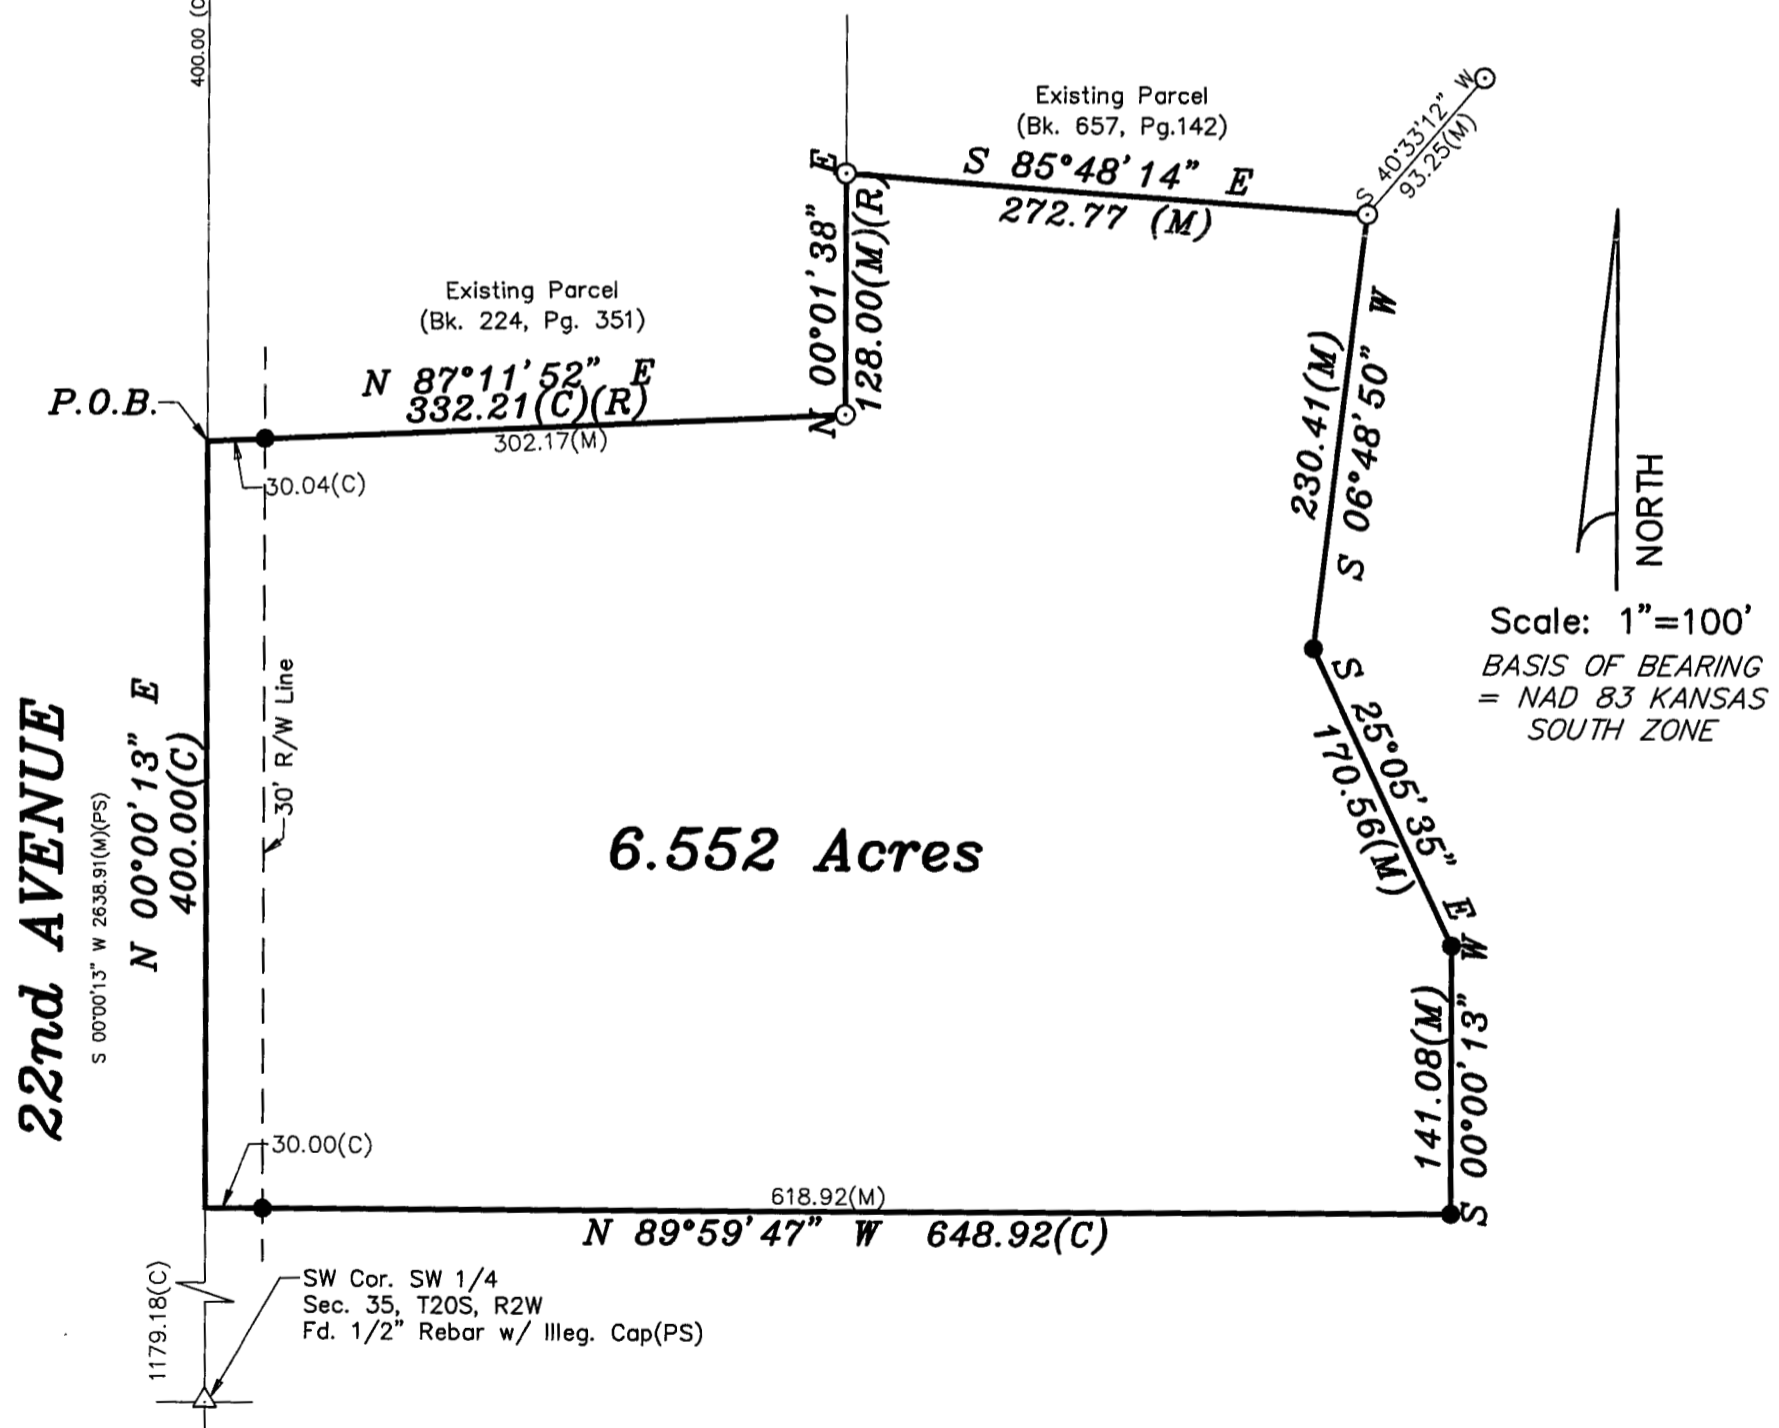 400.00 (C
Existing Parcel
(Bk. 657, Pg.142)
S 85°48'14" E
272.77 (M)
S 40°33'12" W
93.25(M)
N 00°01'38" E
128.00(M)(R)
Existing Parcel
(Bk. 224, Pg. 351)
N 87°11'52" E
332.21(C)(R)
302.17(M)
P.O.B.
30.04(C)
230.41(M)
S 06°48'50" W
NORTH
Scale: 1"=100'
BASIS OF BEARING
= NAD 83 KANSAS
SOUTH ZONE
22nd AVENUE
S 00°00'13" W 2638.91(M)(PS)
N 00°00'13" E
400.00(C)
30' R/W Line
6.552 Acres
S 25°05'35" E
170.56(M)
141.08(M)
S 00°00'13" W
30.00(C)
618.92(M)
N 89°59'47" W 648.92(C)
1179.18(C)
SW Cor. SW 1/4
Sec. 35, T20S, R2W
Fd. 1/2" Rebar w/ Illeg. Cap(PS)